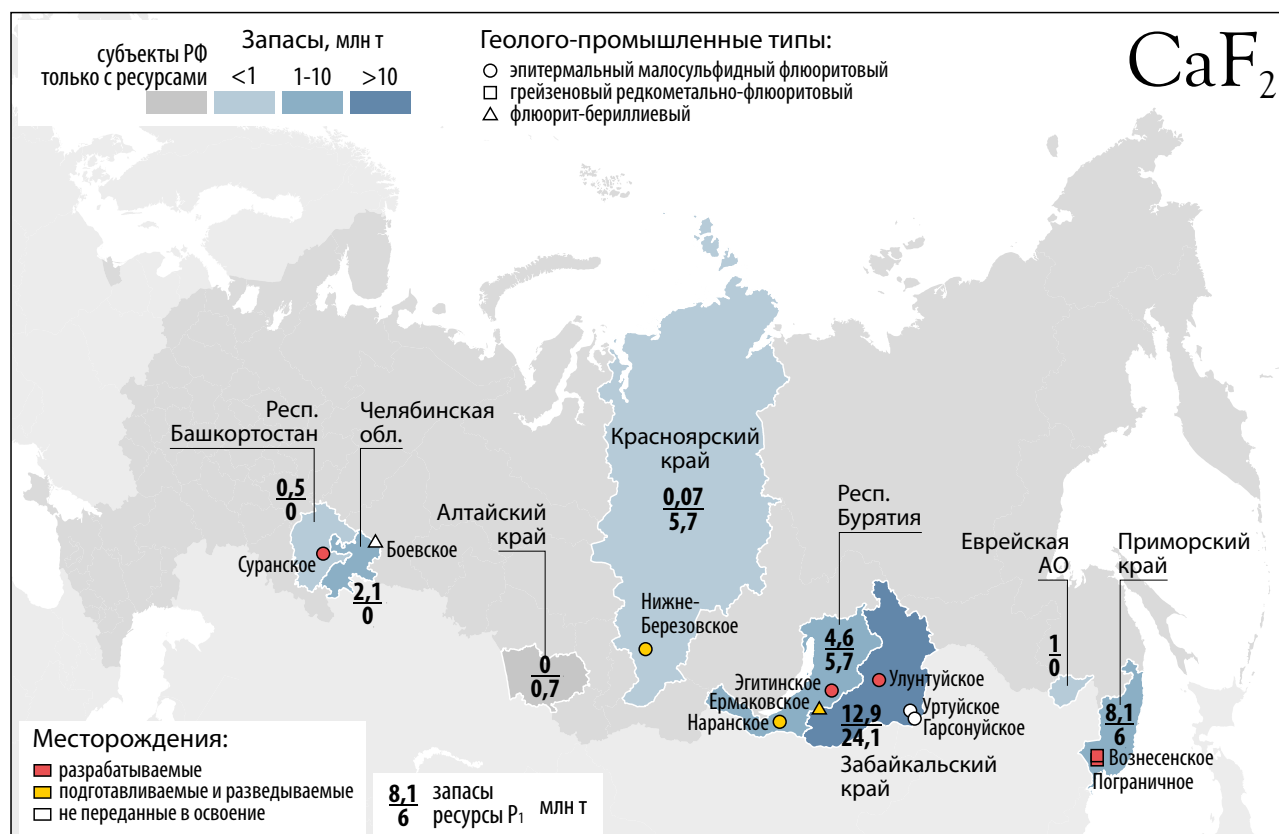 субъекты РФ
только с ресурсами
Запасы, млн т
<1
1-10
>10
Геолого-промышленные типы:
эпитермальный малосульфидный флюоритовый
грейзеновый редкометально-флюоритовый
флюорит-бериллиевый
CaF2
Респ.
Башкортостан
Челябинская
обл.
0,5
0
Суранское
Боевское
2,1
0
Алтайский
край
0
0,7
Красноярский
край
0,07
5,7
Нижне-
Березовское
Респ.
Бурятия
4,6
5,7
Эгитинское
Ермаковское
Наранское
Улунтуйское
Уртуйское
Гарсонуйское
12,9
24,1
Забайкальский
край
Еврейская
АО
1
0
Приморский
край
8,1
6
Вознесенское
Пограничное
Месторождения:
разрабатываемые
подготавливаемые и разведываемые
не переданные в освоение
8,1
6
запасы
ресурсы P1
млн т